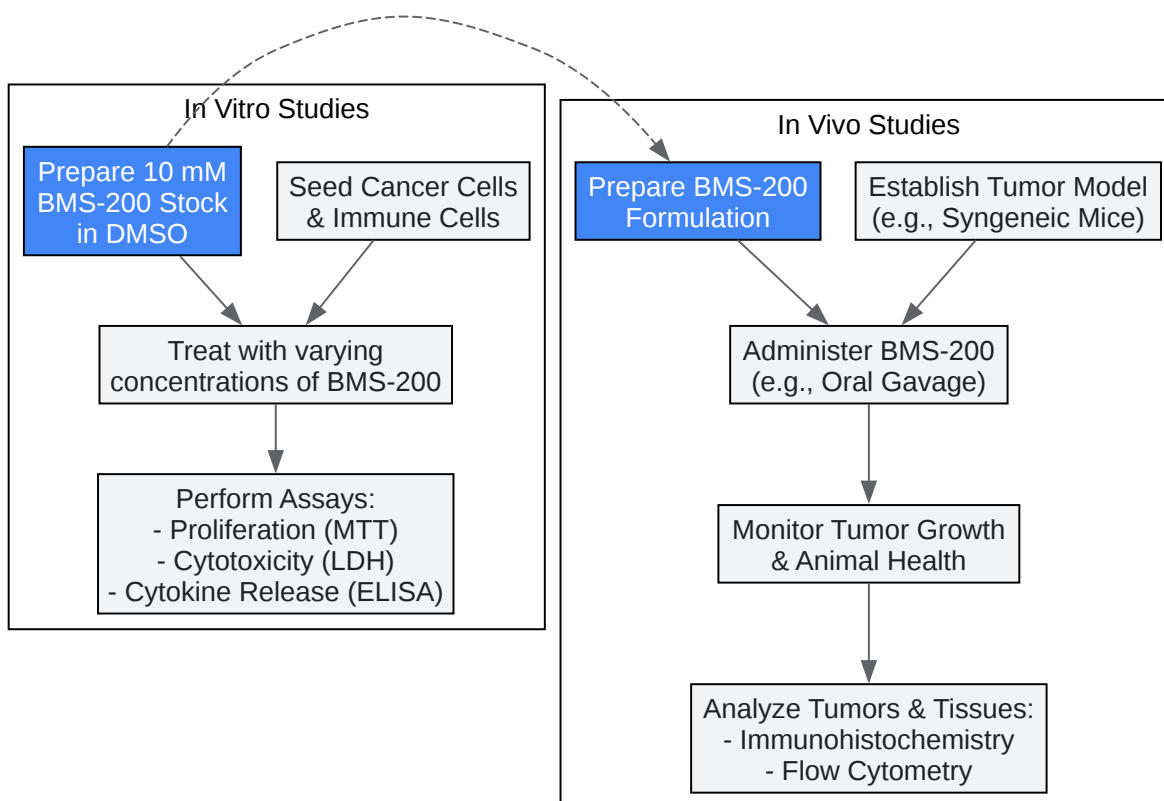 In Vitro Studies
Prepare 10 mM
BMS-200 Stock
in DMSO
Seed Cancer Cells
& Immune Cells
Treat with varying
concentrations of BMS-200
Perform Assays:
- Proliferation (MTT)
- Cytotoxicity (LDH)
- Cytokine Release (ELISA)
In Vivo Studies
Prepare BMS-200
Formulation
Establish Tumor Model
(e.g., Syngeneic Mice)
Administer BMS-200
(e.g., Oral Gavage)
Monitor Tumor Growth
& Animal Health
Analyze Tumors & Tissues:
- Immunohistochemistry
- Flow Cytometry